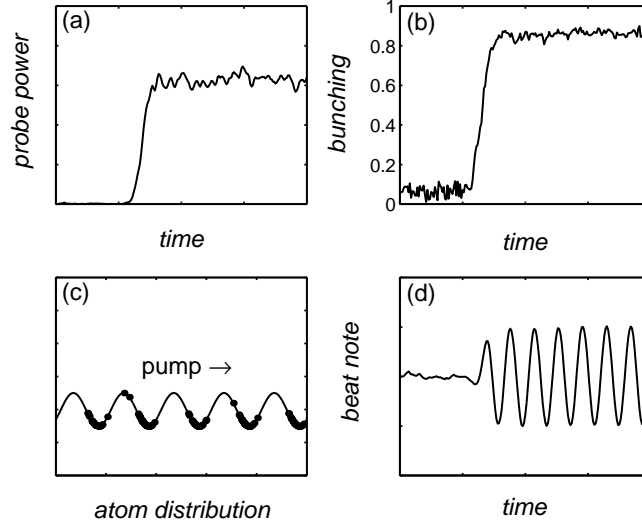 (a)
probe power
time
(b)
bunching
1
0.8
0.6
0.4
0.2
0
time
(c)
pump →
atom distribution
(d)
beat note
time